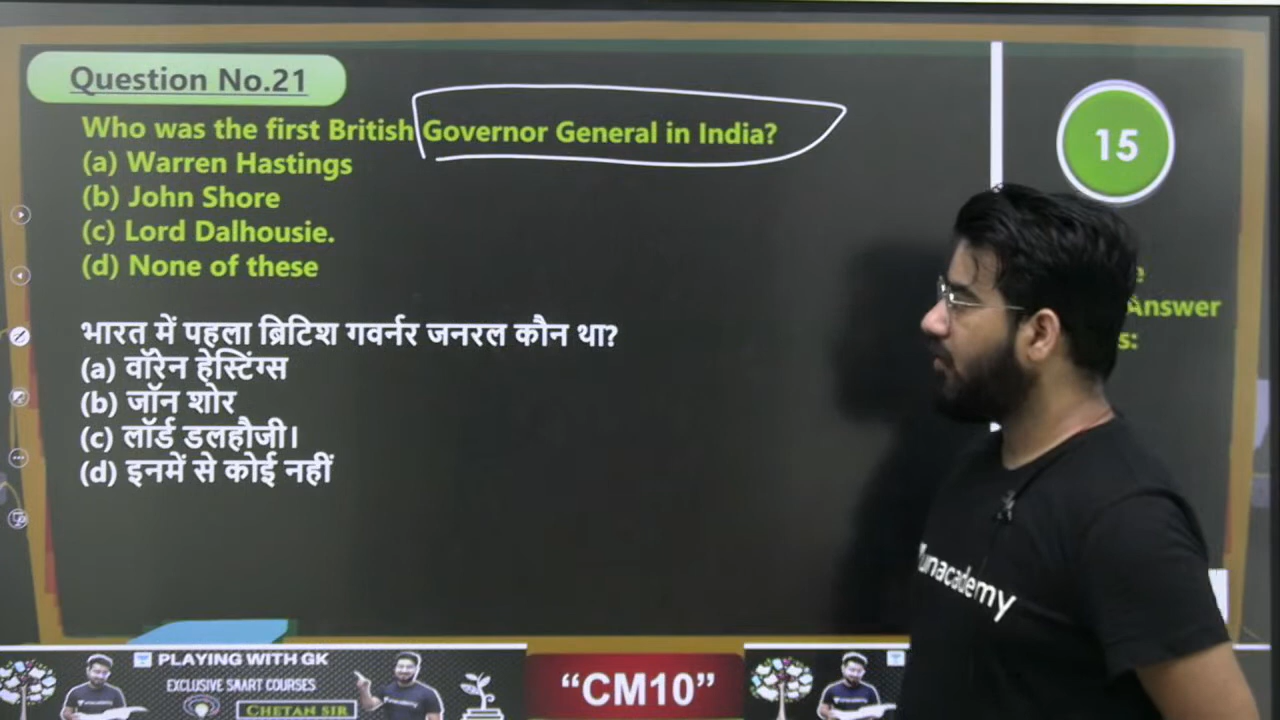 Question No.21
Who was the first British Governor General in India?
(a) Warren Hastings
(b) John Shore
(c) Lord Dalhousie.
(d) None of these
भारत में पहला ब्रिटिश गवर्नर जनरल कौन था?
(a) वॉरेन हेस्टिंग्स
(b) जॉन शोर
(c) लॉर्ड डलहौजी।
(d) इनमें से कोई नहीं
15
Answer
unacademy
PLAYING WITH GK
EXCLUSIVE SMART COURSES
CHETAN SIR
“CM10”